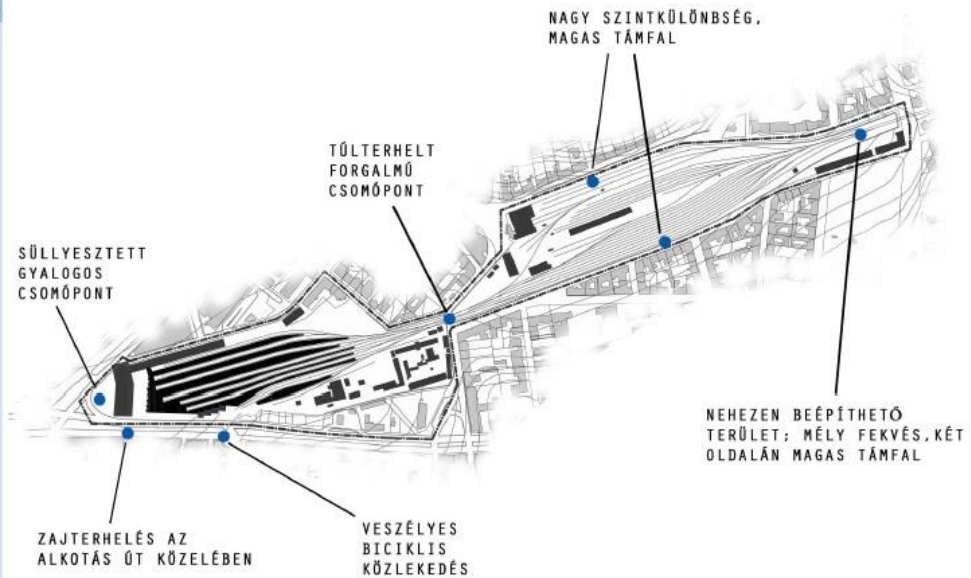 NAGY SZINTKÜLÖNBSÉG,
MAGAS TÁMFAL
TÚLTERHELT
FORGALMÚ
CSOMÓPONT
SÜLLYESZTETT
GYALOGOS
CSOMÓPONT
NEHEZEN BEÉPÍTHETŐ
TERÜLET; MÉLY FEKVÉS,KÉT
OLDALÁN MAGAS TÁMFAL
ZAJTERHELÉS AZ
ALKOTÁS ÚT KÖZELÉBEN
VESZÉLYES
BICIKLIS
KÖZLEKEDÉS